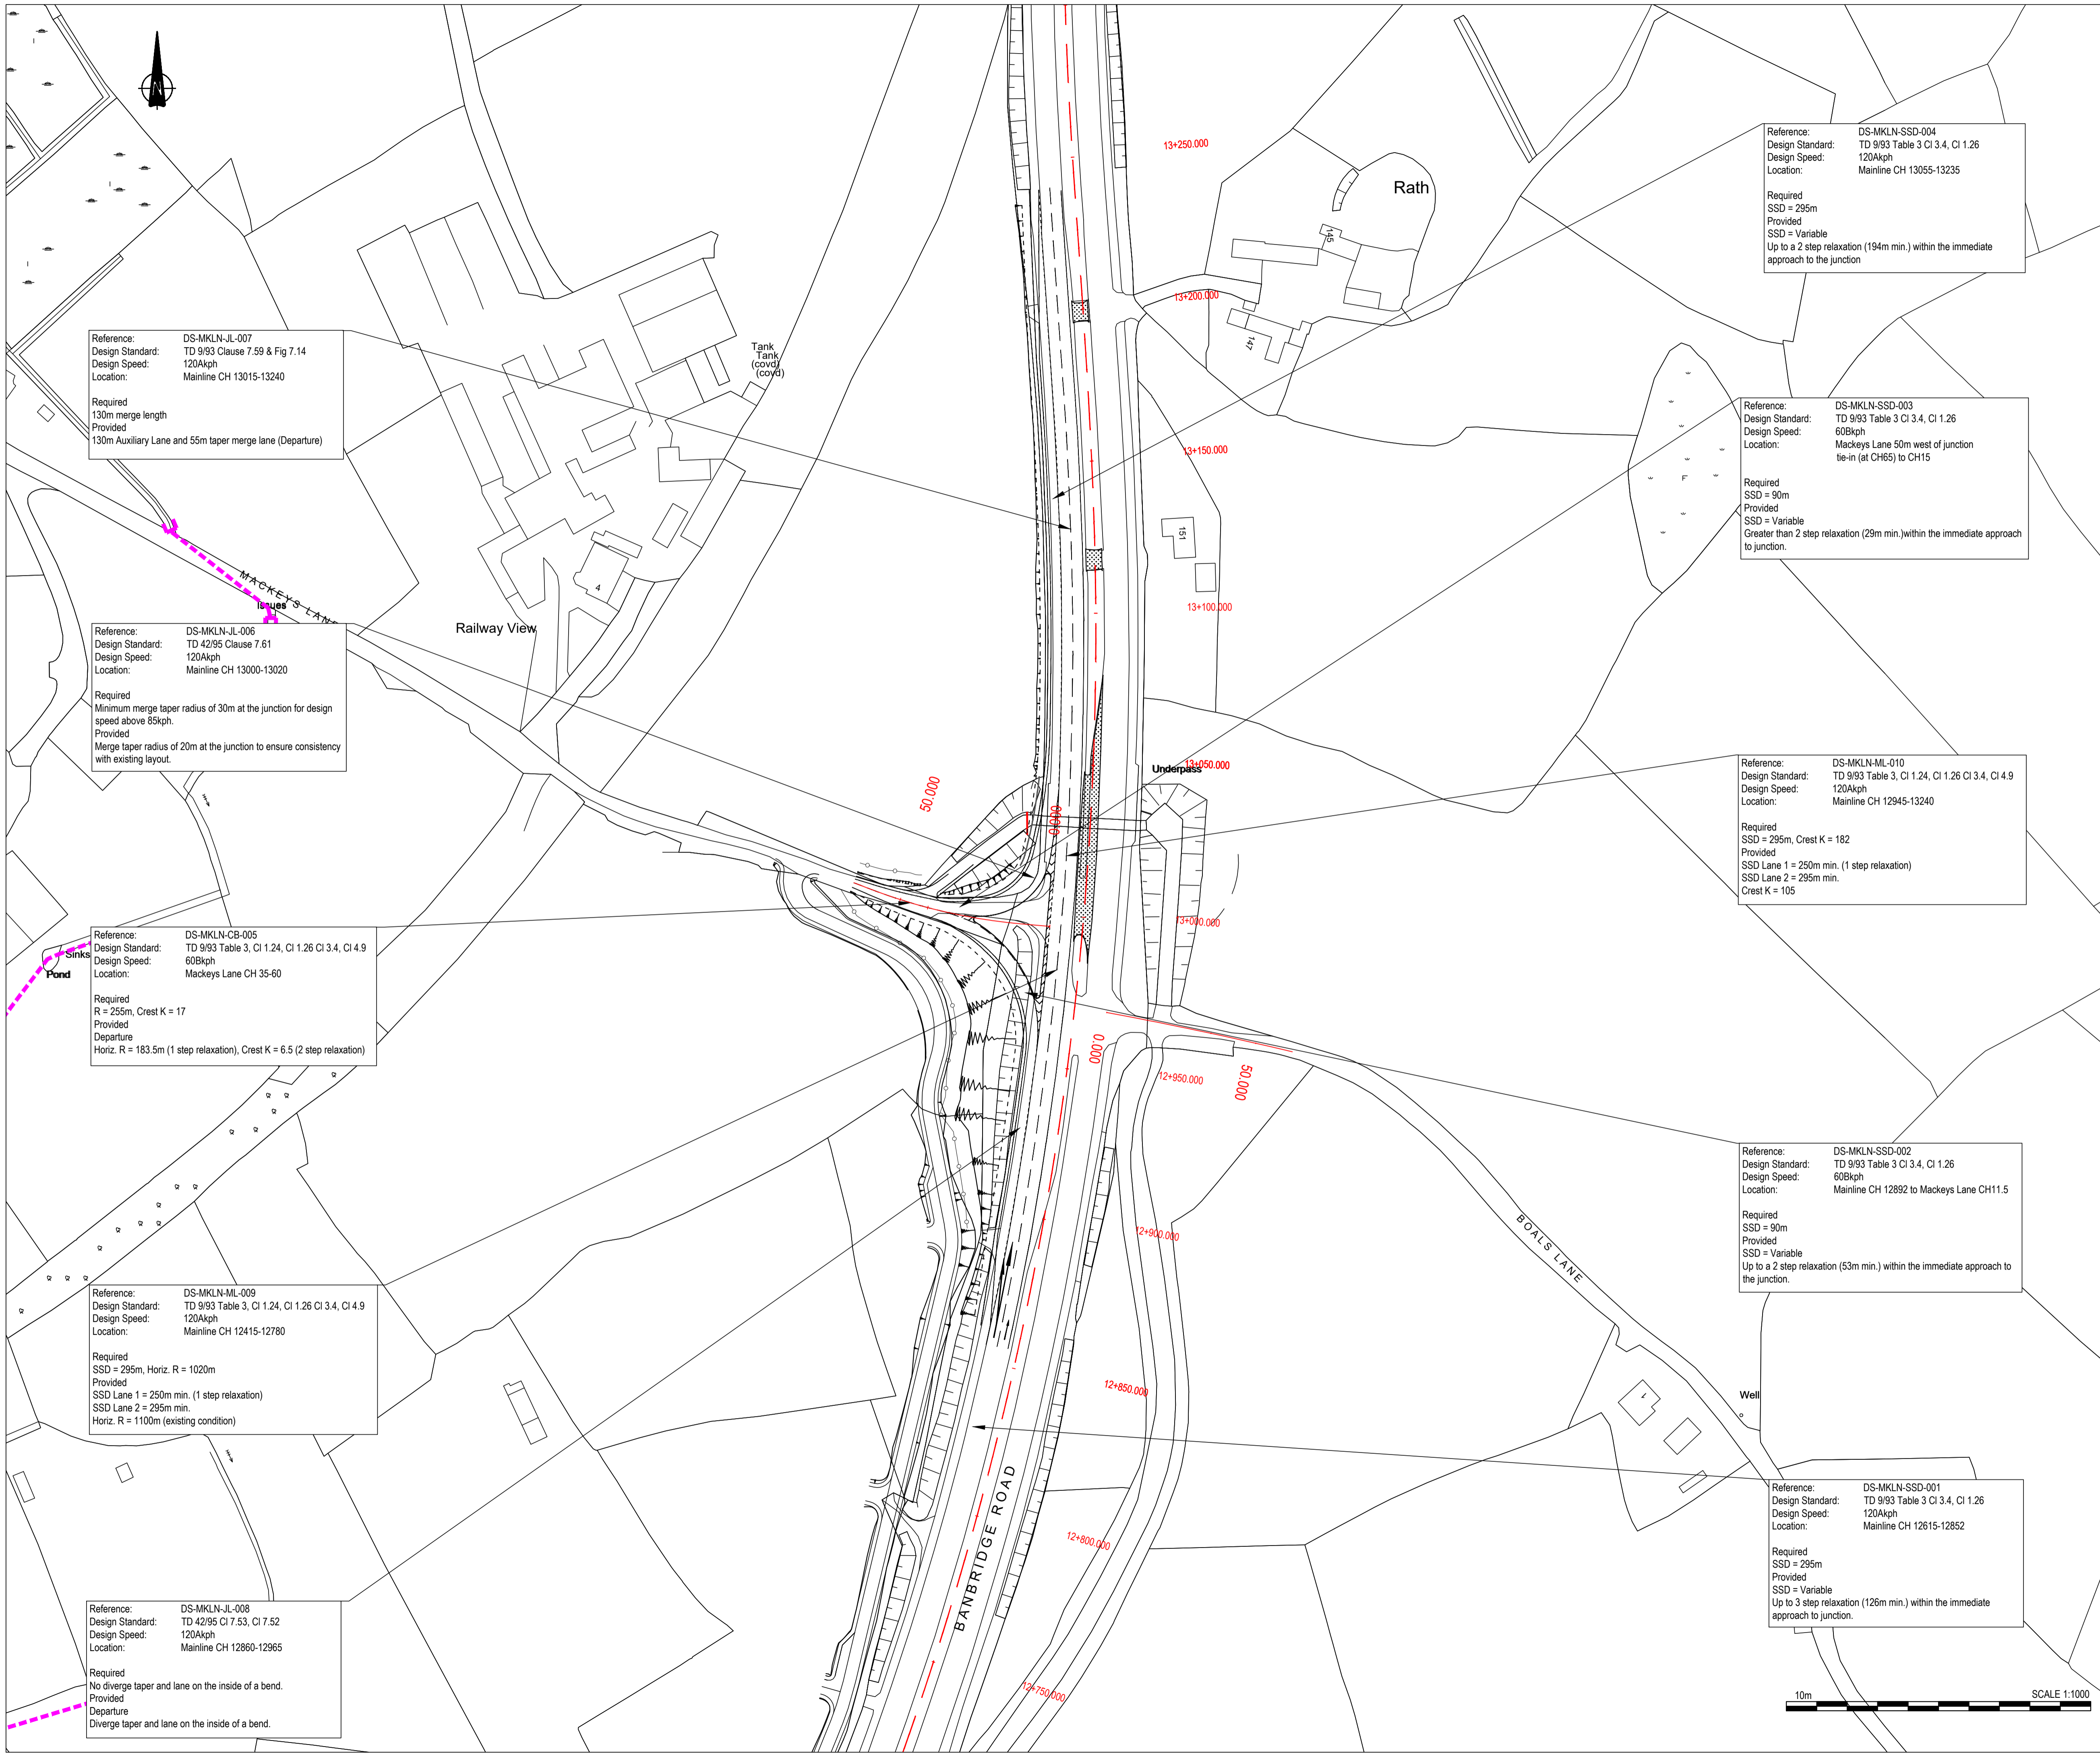 13+250.000
Rath
145
147
13+200.000
Reference: DS-MKLN-SSD-004
Design Standard: TD 9/93 Table 3 Cl 3.4, Cl 1.26
Design Speed: 120Akph
Location: Mainline CH 13055-13235
Required
SSD = 295m
Provided
SSD = Variable
Up to a 2 step relaxation (194m min.) within the immediate
approach to the junction
Reference: DS-MKLN-JL-007
Design Standard: TD 9/93 Clause 7.59 & Fig 7.14
Design Speed: 120Akph
Location: Mainline CH 13015-13240
Required
130m merge length
Provided
130m Auxiliary Lane and 55m taper merge lane (Departure)
Tank
Tank
(covd)
(covd)
13+150.000
151
13+100.000
Reference: DS-MKLN-SSD-003
Design Standard: TD 9/93 Table 3 Cl 3.4, Cl 1.26
Design Speed: 60Bkph
Location: Mackeys Lane 50m west of junction
tie-in (at CH65) to CH15
Required
SSD = 90m
Provided
SSD = Variable
Greater than 2 step relaxation (29m min.)within the immediate approach
to junction.
F
MACKEYS LANE
Issues
4
Railway View
Reference: DS-MKLN-JL-006
Design Standard: TD 42/95 Clause 7.61
Design Speed: 120Akph
Location: Mainline CH 13000-13020
Required
Minimum merge taper radius of 30m at the junction for design
speed above 85kph.
Provided
Merge taper radius of 20m at the junction to ensure consistency
with existing layout.
50.000
Underpass
13+050.000
13+000.000
Reference: DS-MKLN-ML-010
Design Standard: TD 9/93 Table 3, Cl 1.24, Cl 1.26 Cl 3.4, Cl 4.9
Design Speed: 120Akph
Location: Mainline CH 12945-13240
Required
SSD = 295m, Crest K = 182
Provided
SSD Lane 1 = 250m min. (1 step relaxation)
SSD Lane 2 = 295m min.
Crest K = 105
Sinks
Pond
Reference: DS-MKLN-CB-005
Design Standard: TD 9/93 Table 3, Cl 1.24, Cl 1.26 Cl 3.4, Cl 4.9
Design Speed: 60Bkph
Location: Mackeys Lane CH 35-60
Required
R = 255m, Crest K = 17
Provided
Departure
Horiz. R = 183.5m (1 step relaxation), Crest K = 6.5 (2 step relaxation)
0.000
12+950.000
50.000
12+900.000
BOALS LANE
Reference: DS-MKLN-SSD-002
Design Standard: TD 9/93 Table 3 Cl 3.4, Cl 1.26
Design Speed: 60Bkph
Location: Mainline CH 12892 to Mackeys Lane CH11.5
Required
SSD = 90m
Provided
SSD = Variable
Up to a 2 step relaxation (53m min.) within the immediate approach to
the junction.
Reference: DS-MKLN-ML-009
Design Standard: TD 9/93 Table 3, Cl 1.24, Cl 1.26 Cl 3.4, Cl 4.9
Design Speed: 120Akph
Location: Mainline CH 12415-12780
Required
SSD = 295m, Horiz. R = 1020m
Provided
SSD Lane 1 = 250m min. (1 step relaxation)
SSD Lane 2 = 295m min.
Horiz. R = 1100m (existing condition)
12+850.000
1
Well
BANBRIDGE ROAD
12+800.000
Reference: DS-MKLN-SSD-001
Design Standard: TD 9/93 Table 3 Cl 3.4, Cl 1.26
Design Speed: 120Akph
Location: Mainline CH 12615-12852
Required
SSD = 295m
Provided
SSD = Variable
Up to 3 step relaxation (126m min.) within the immediate
approach to junction.
Reference: DS-MKLN-JL-008
Design Standard: TD 42/95 Cl 7.53, Cl 7.52
Design Speed: 120Akph
Location: Mainline CH 12860-12965
Required
No diverge taper and lane on the inside of a bend.
Provided
Departure
Diverge taper and lane on the inside of a bend.
12+750.000
10m
SCALE 1:1000